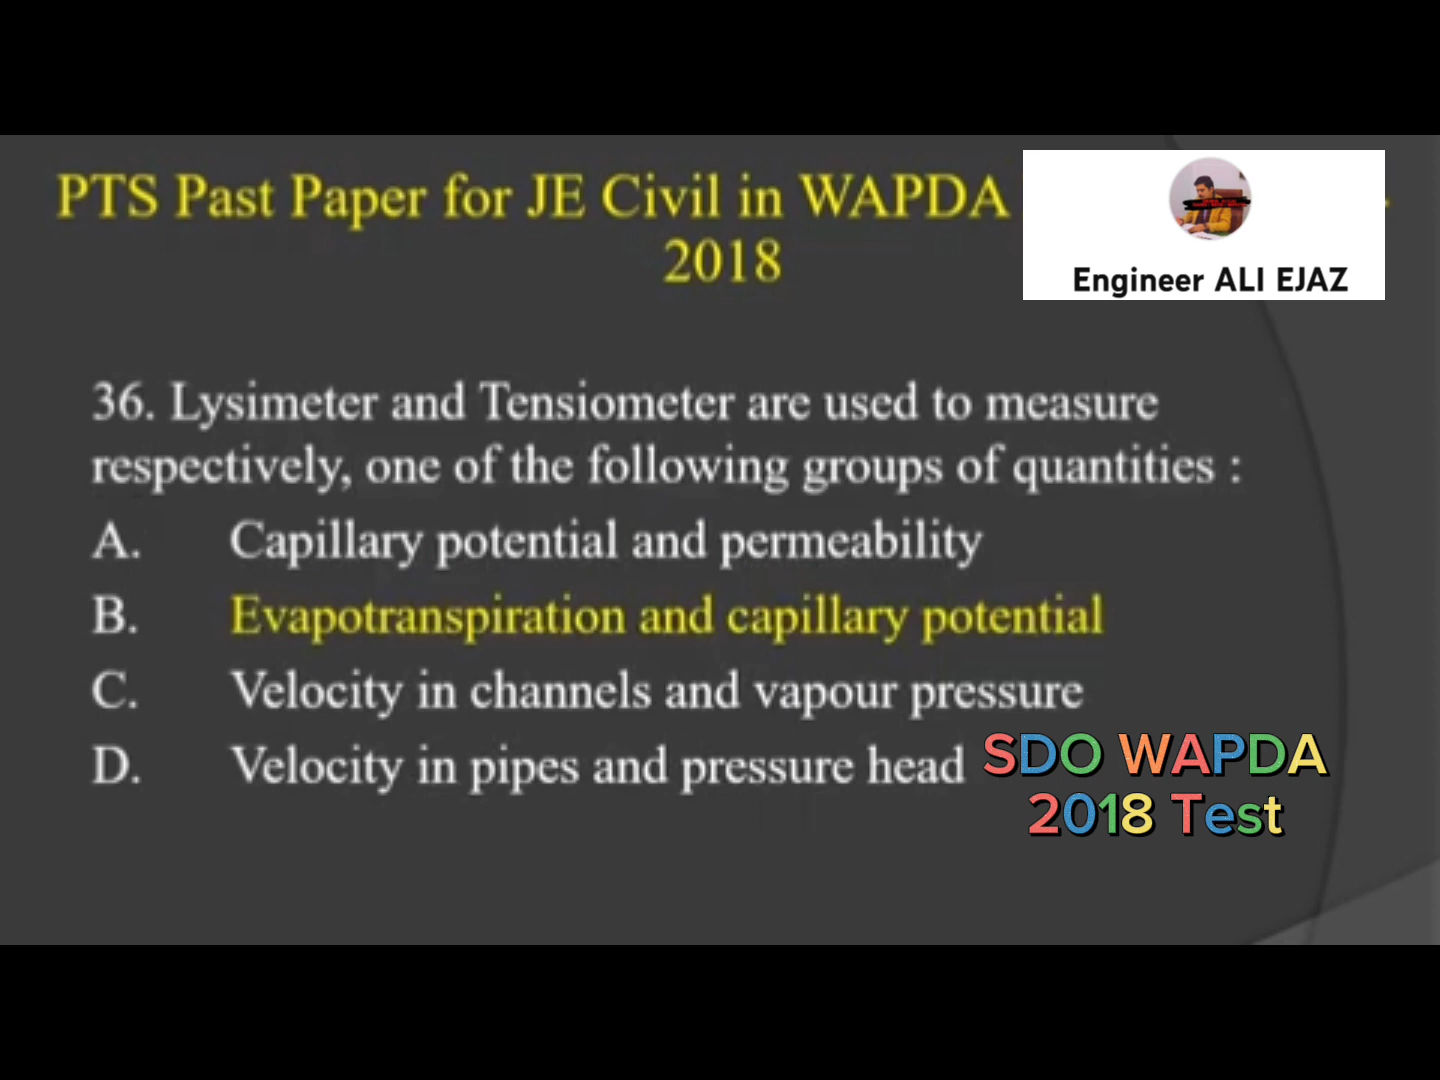 PTS Past Paper for JE Civil in WAPDA
2018
Engineer ALI EJAZ
36. Lysimeter and Tensiometer are used to measure
respectively, one of the following groups of quantities :
A. Capillary potential and permeability
B. Evapotranspiration and capillary potential
C. Velocity in channels and vapour pressure
D. Velocity in pipes and pressure head
SDO WAPDA
2018 Test